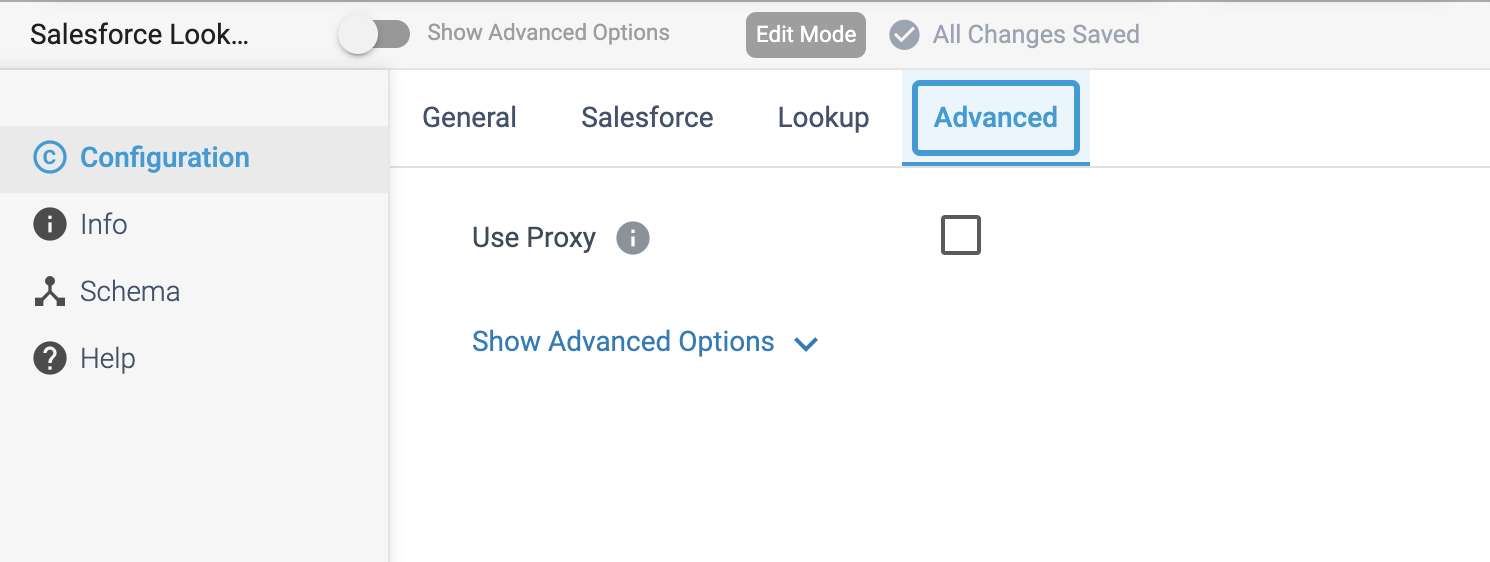 Salesforce Look...
Show Advanced Options
Edit Mode
All Changes Saved
Configuration
Info
Schema
Help
General
Salesforce
Lookup
Advanced
Use Proxy
Show Advanced Options